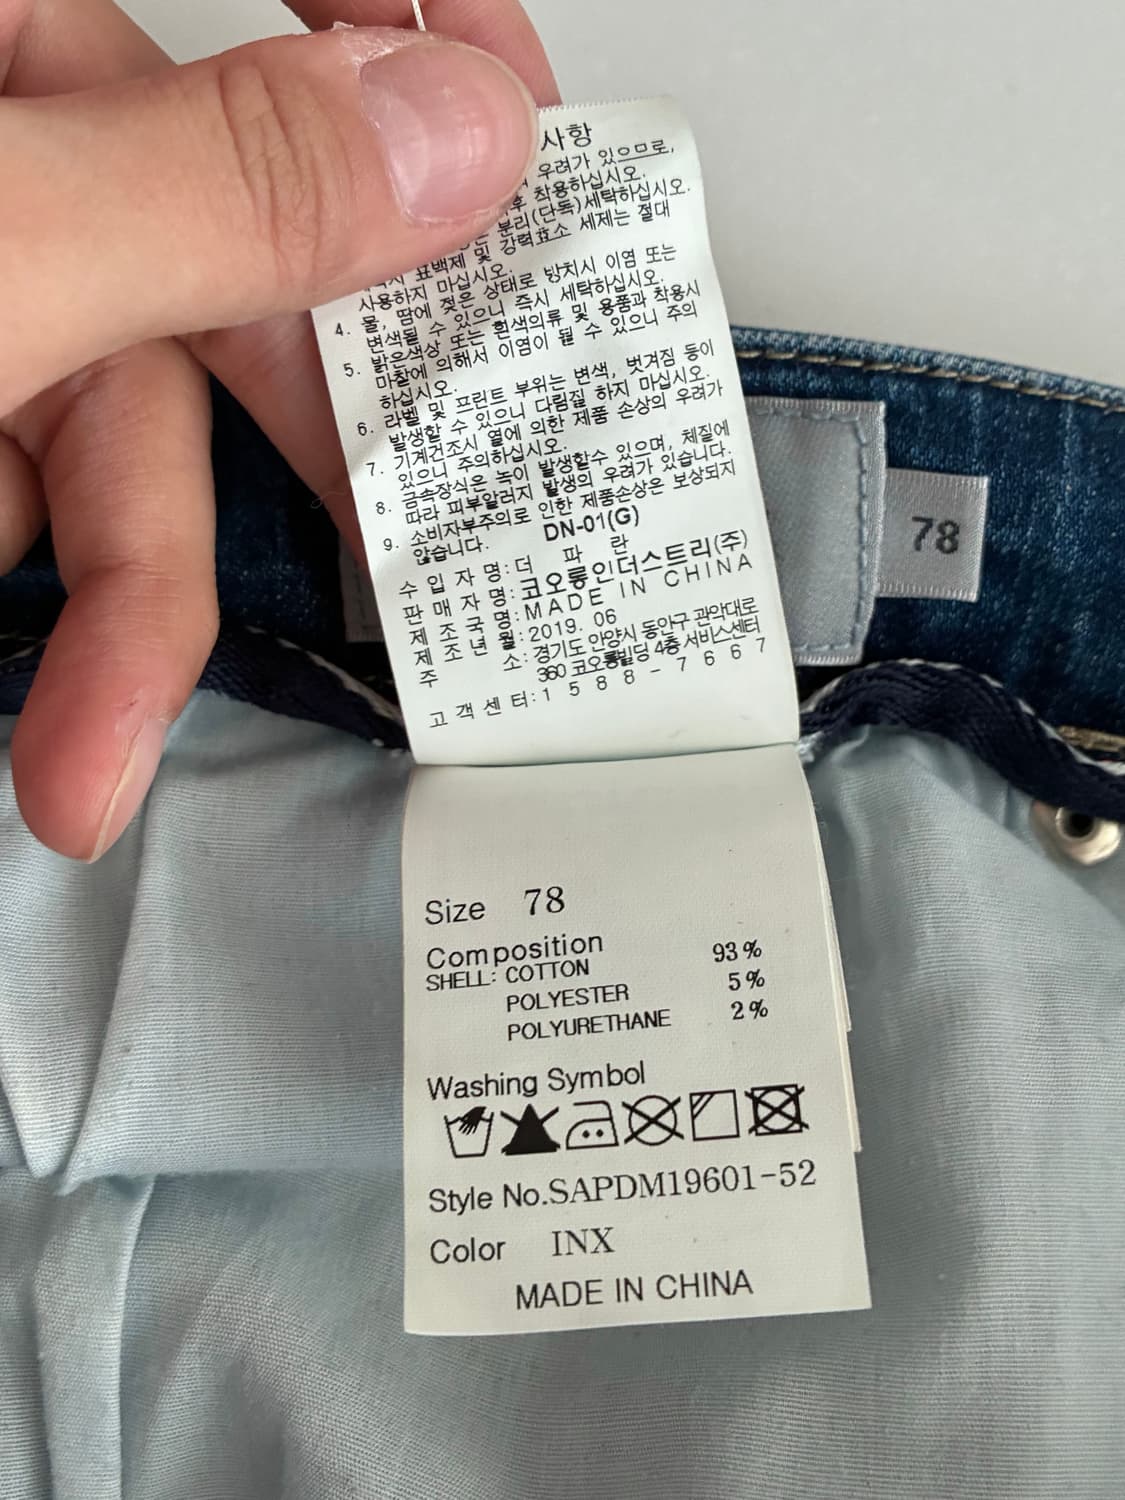 사항
우려가 있으므로,
후 착용하십시오.
분리(단독)세탁하십시오.
표백제 및 강력효소 세제는 절대
사용하지 마십시오.
4. 물, 땀에 젖은 상태로 방치시 이염 또는
변색될 수 있으니 즉시 세탁하십시오.
5. 밝은색상 또는 흰색의류 및 용품과 착용시
마찰에 의해서 이염이 될 수 있으니 주의
하십시오.
6. 라벨 및 프린트 부위는 변색, 벗겨짐 등이
발생할 수 있으니 다림질 하지 마십시오.
7. 기계건조시 열에 의한 제품 손상의 우려가
있으니 주의하십시오.
8. 금속장식은 녹이 발생할수 있으며, 체질에
따라 피부알러지 발생의 우려가 있습니다.
9. 소비자부주의로 인한 제품손상은 보상되지
않습니다.
DN-01(G)
수 입 자 명:더 파 란
판 매 자 명:코오롱인더스트리(주)
제 조 국 명:MADE IN CHINA
제 조 년 월:2019. 06
주 소:경기도 안양시 동안구 관악대로
360 코오롱빌딩 4층 서비스센터
고 객 센 터:1588-7667
78
Size 78
Composition
SHELL: COTTON 93%
POLYESTER 5%
POLYURETHANE 2%
Washing Symbol
Style No.SAPDM19601-52
Color INX
MADE IN CHINA